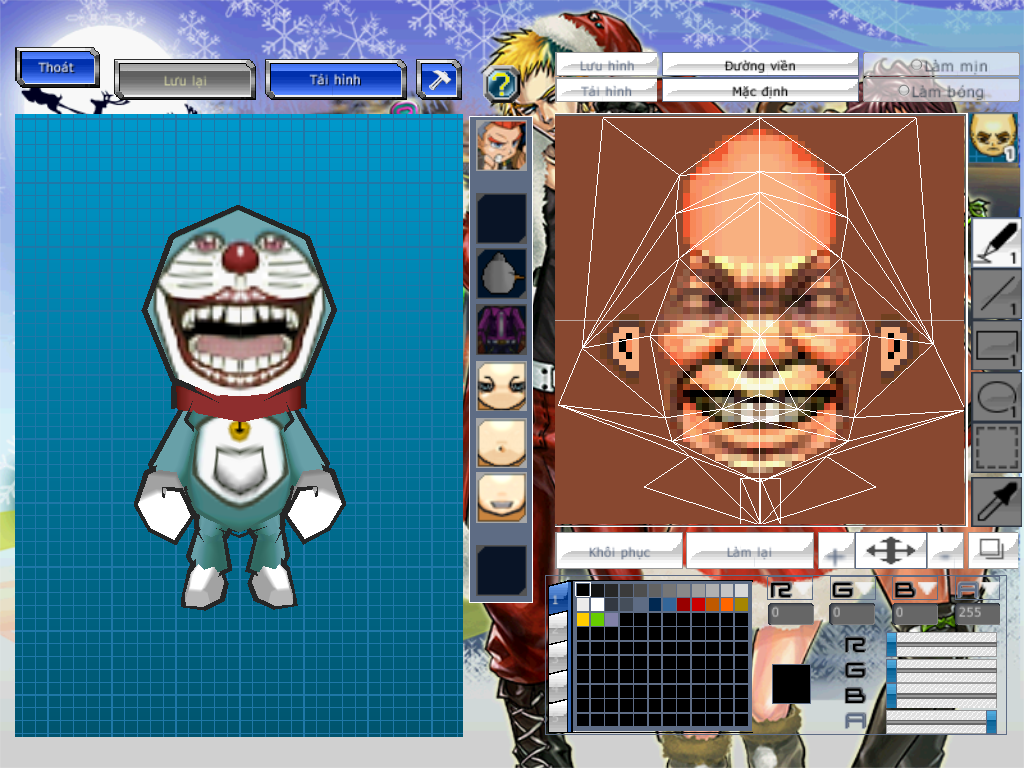 Thoát
Lưu lại
Tải hình
?
Lưu hình
Đường viền
Làm mịn
Tải hình
Mặc định
Làm bóng
1
1
1
1
1
Khôi phục
Làm lại
+
-
1
R
G
B
A
0
0
0
255
R
G
B
A